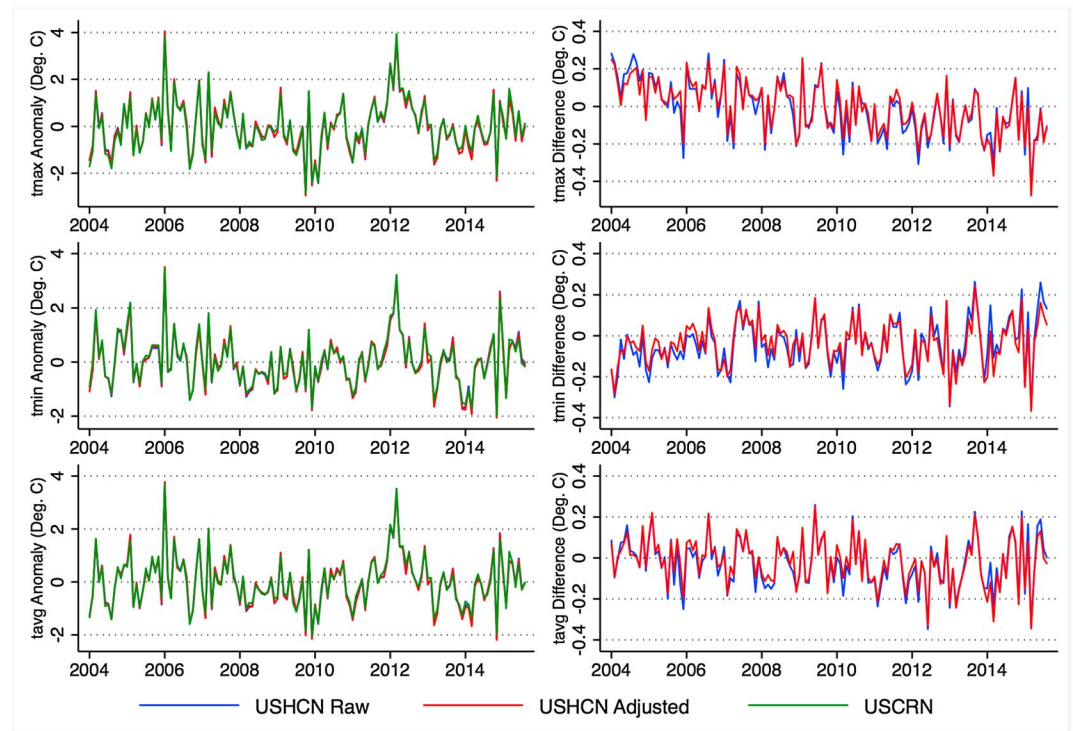 tmax Anomaly (Deg. C)
4
2
0
-2
2004 2006 2008 2010 2012 2014
tmax Difference (Deg. C)
0.4
0.2
0
-0.2
-0.4
2004 2006 2008 2010 2012 2014
tmin Anomaly (Deg. C)
4
2
0
-2
2004 2006 2008 2010 2012 2014
tmin Difference (Deg. C)
0.4
0.2
0
-0.2
-0.4
2004 2006 2008 2010 2012 2014
tavg Anomaly (Deg. C)
4
2
0
-2
2004 2006 2008 2010 2012 2014
tavg Difference (Deg. C)
0.4
0.2
0
-0.2
-0.4
2004 2006 2008 2010 2012 2014
USHCN Raw USHCN Adjusted USCRN